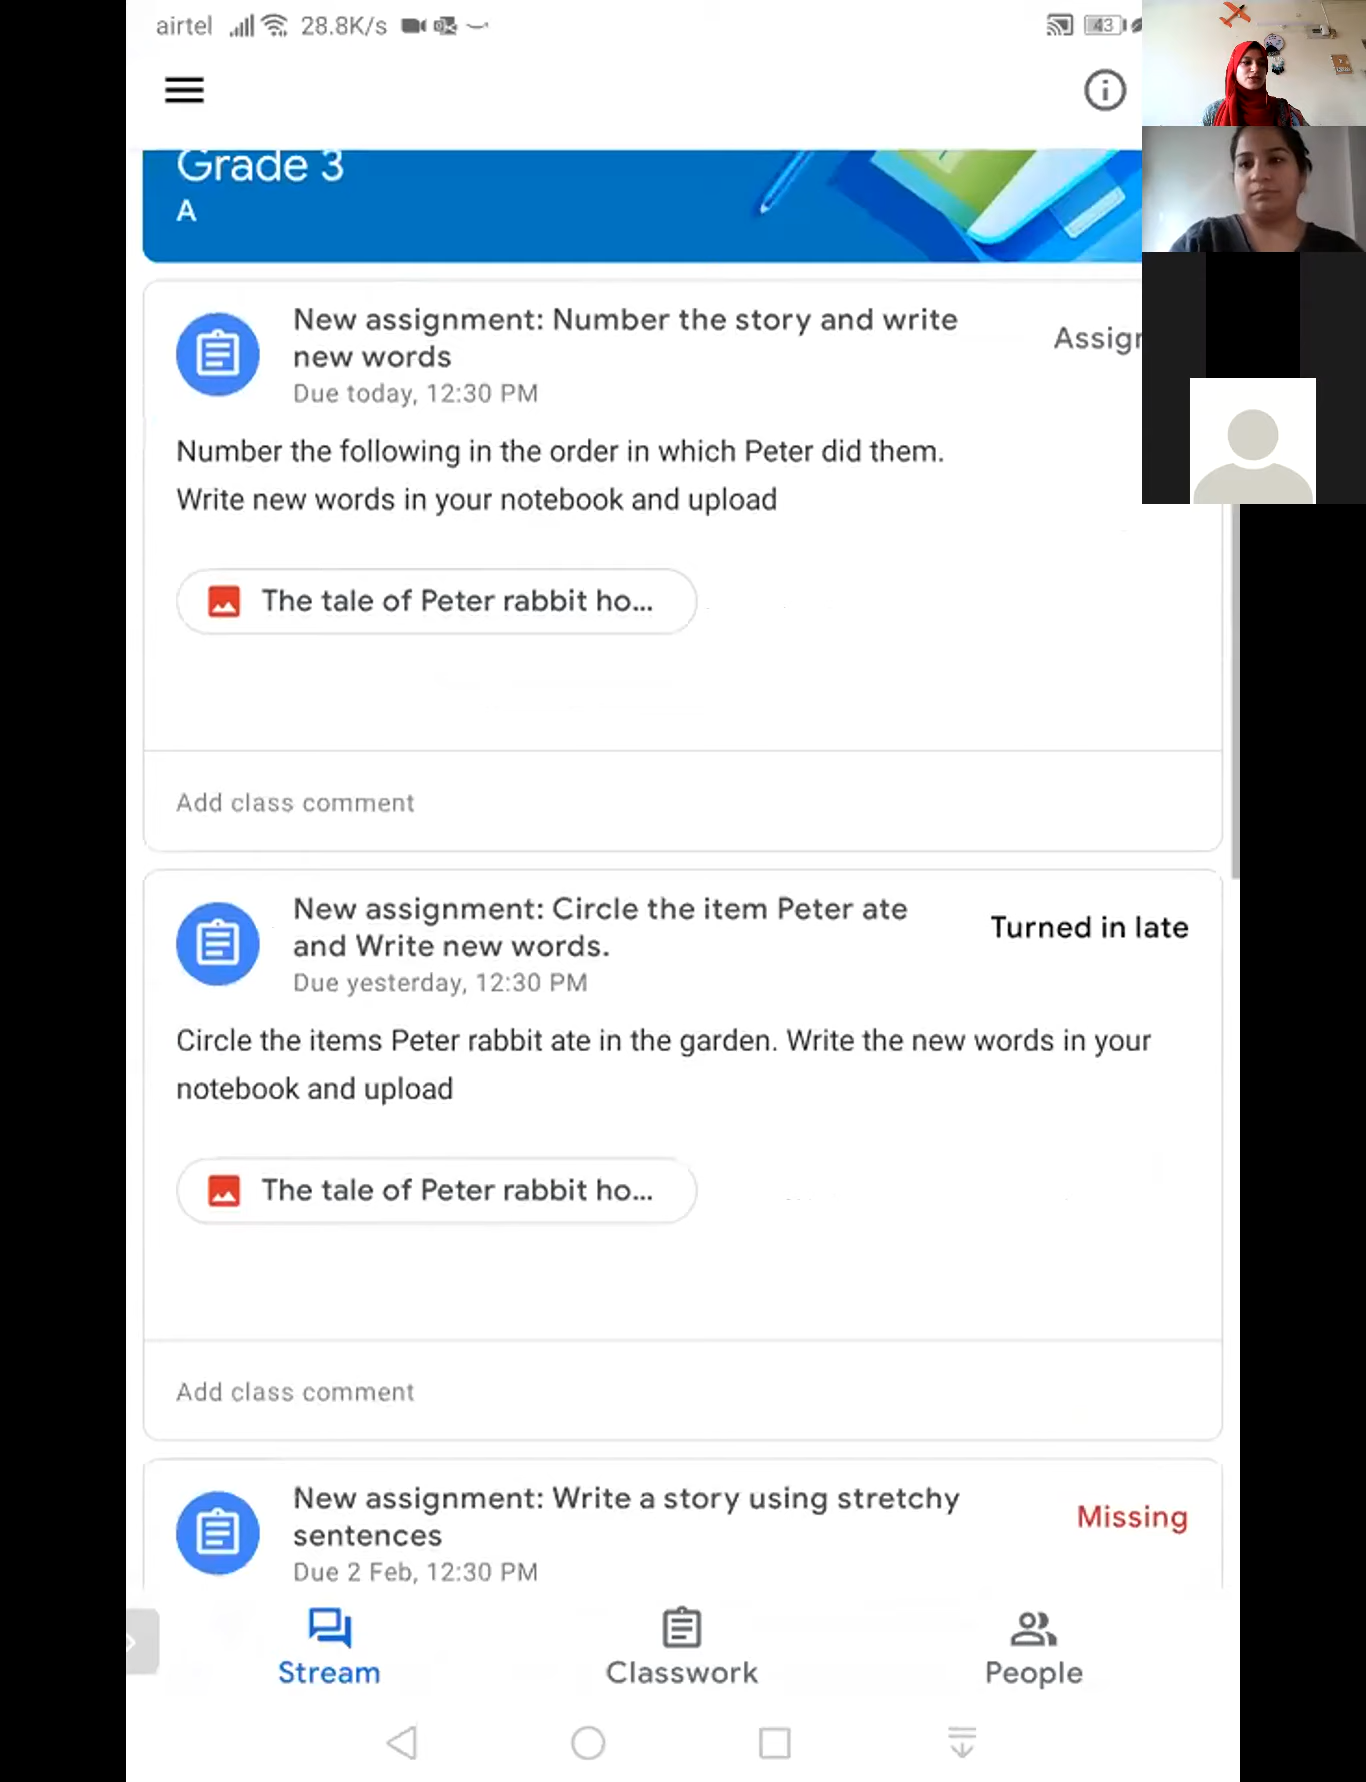 airtel 28.8K/s 43
Grade 3
A
New assignment: Number the story and write
new words
Assigr
Due today, 12:30 PM
Number the following in the order in which Peter did them.
Write new words in your notebook and upload
The tale of Peter rabbit ho...
Add class comment
New assignment: Circle the item Peter ate
and Write new words.
Turned in late
Due yesterday, 12:30 PM
Circle the items Peter rabbit ate in the garden. Write the new words in your
notebook and upload
The tale of Peter rabbit ho...
Add class comment
New assignment: Write a story using stretchy
sentences
Missing
Due 2 Feb, 12:30 PM
Stream Classwork People